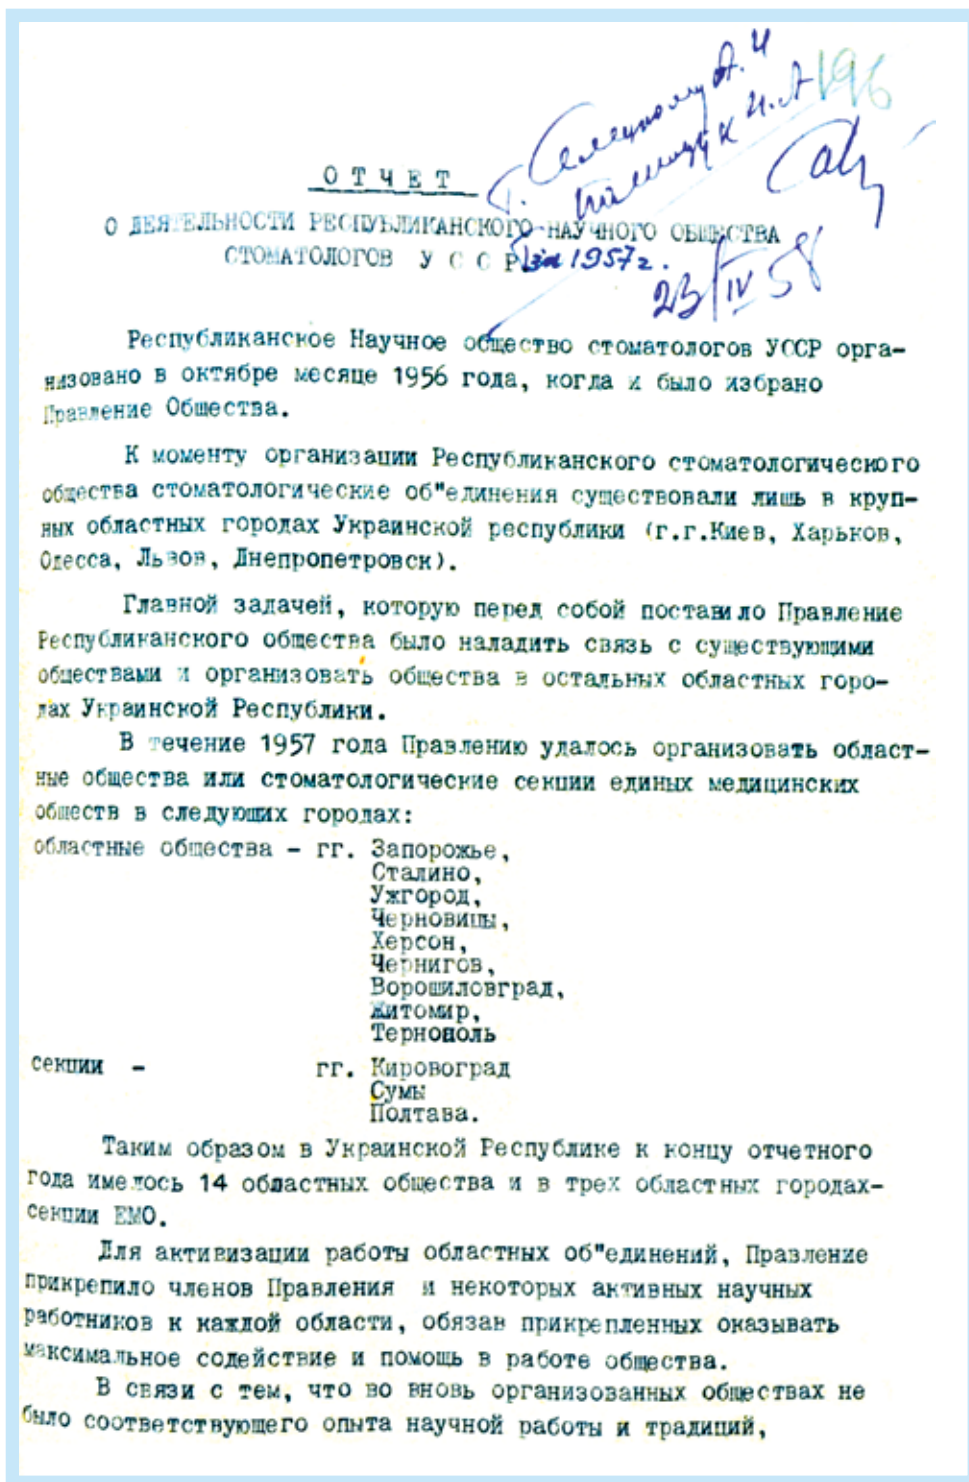 196
О Т Ч Е Т
О ДЕЯТЕЛЬНОСТИ РЕСПУБЛИКАНСКОГО НАУЧНОГО ОБЩЕСТВА
СТОМАТОЛОГОВ У С С Р за 1957 г.
23/IV 58
Республиканское Научное общество стоматологов УССР орга-
низовано в октябре месяце 1956 года, когда и было избрано
Правление Общества.
К моменту организации Республиканского стоматологического
общества стоматологические об"единения существовали лишь в круп-
ных областных городах Украинской республики (г.г.Киев, Харьков,
Одесса, Львов, Днепропетровск).
Главной задачей, которую перед собой поставило Правление
Республиканского общества было наладить связь с существующими
обществами и организовать общества в остальных областных горо-
дах Украинской Республики.
В течение 1957 года Правлению удалось организовать област-
ные общества или стоматологические секции единых медицинских
обществ в следующих городах:
областные общества – гг. Запорожье,
Сталино,
Ужгород,
Черновицы,
Херсон,
Чернигов,
Ворошиловград,
Житомир,
Тернополь
секции – гг. Кировоград
Сумы
Полтава.
Таким образом в Украинской Республике к концу отчетного
года имелось 14 областных общества и в трех областных городах-
секции ЕМО.
Для активизации работы областных об"единений, Правление
прикрепило членов Правления и некоторых активных научных
работников к каждой области, обязав прикрепленных оказывать
максимальное содействие и помощь в работе общества.
В связи с тем, что во вновь организованных обществах не
было соответствующего опыта научной работы и традиций,